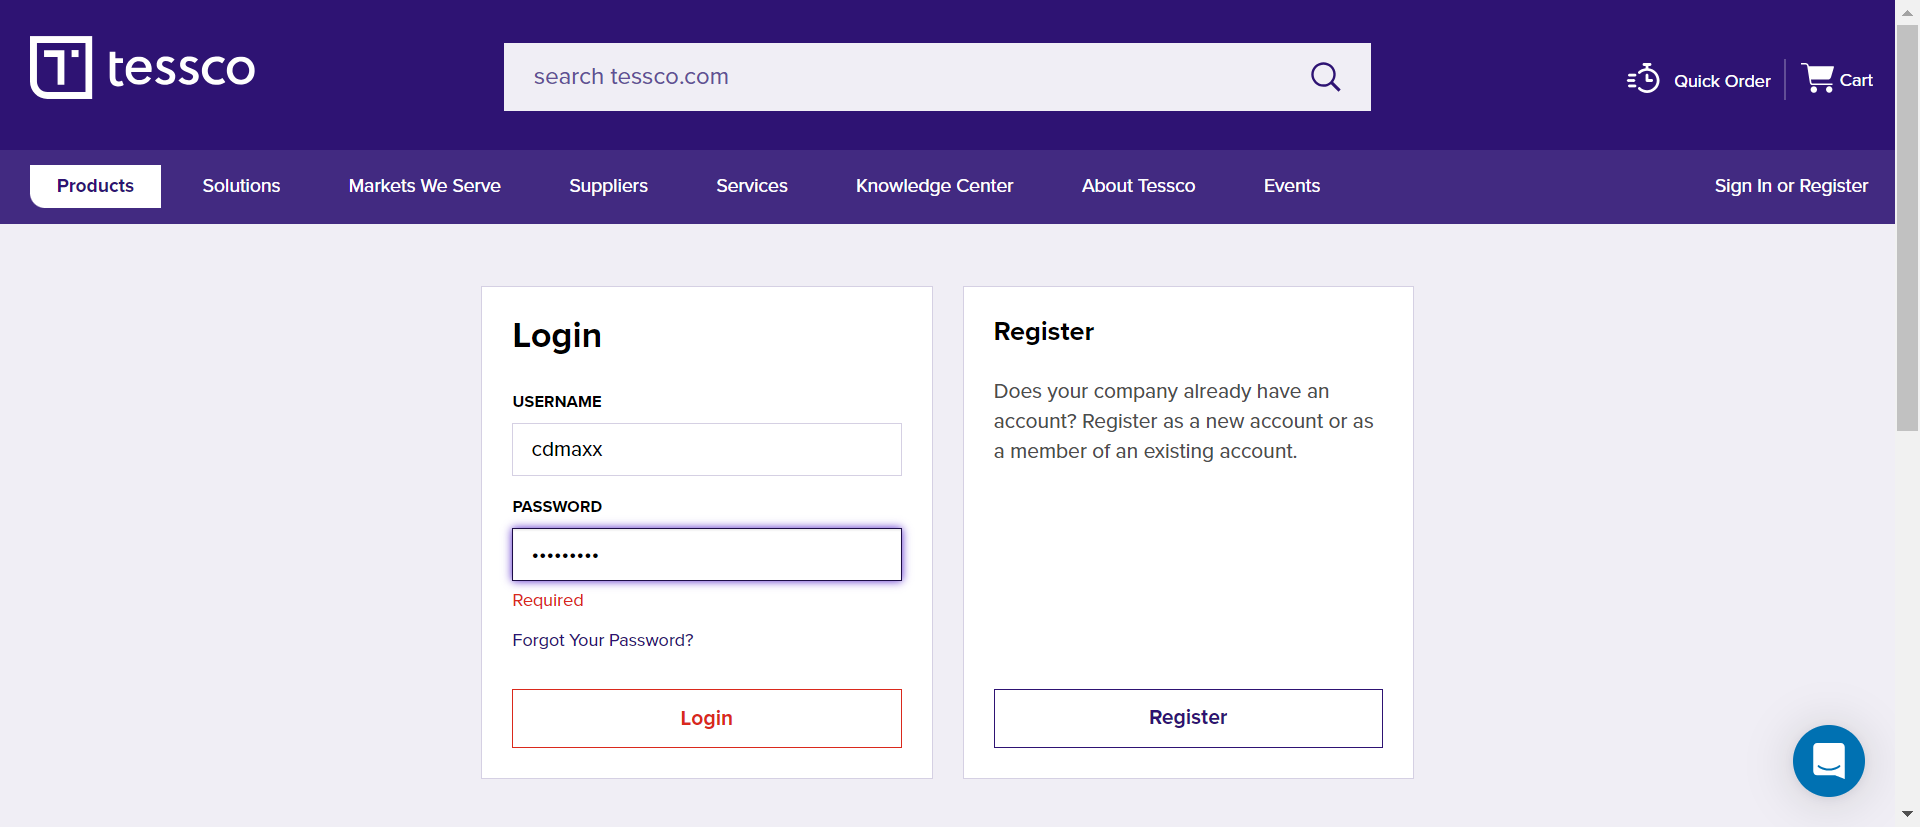 tessco
search tessco.com
Quick Order
Cart
Products
Solutions
Markets We Serve
Suppliers
Services
Knowledge Center
About Tessco
Events
Sign In or Register
Login
USERNAME
cdmaxx
PASSWORD
•••••••••
Required
Forgot Your Password?
Login
Register
Does your company already have an
account? Register as a new account or as
a member of an existing account.
Register